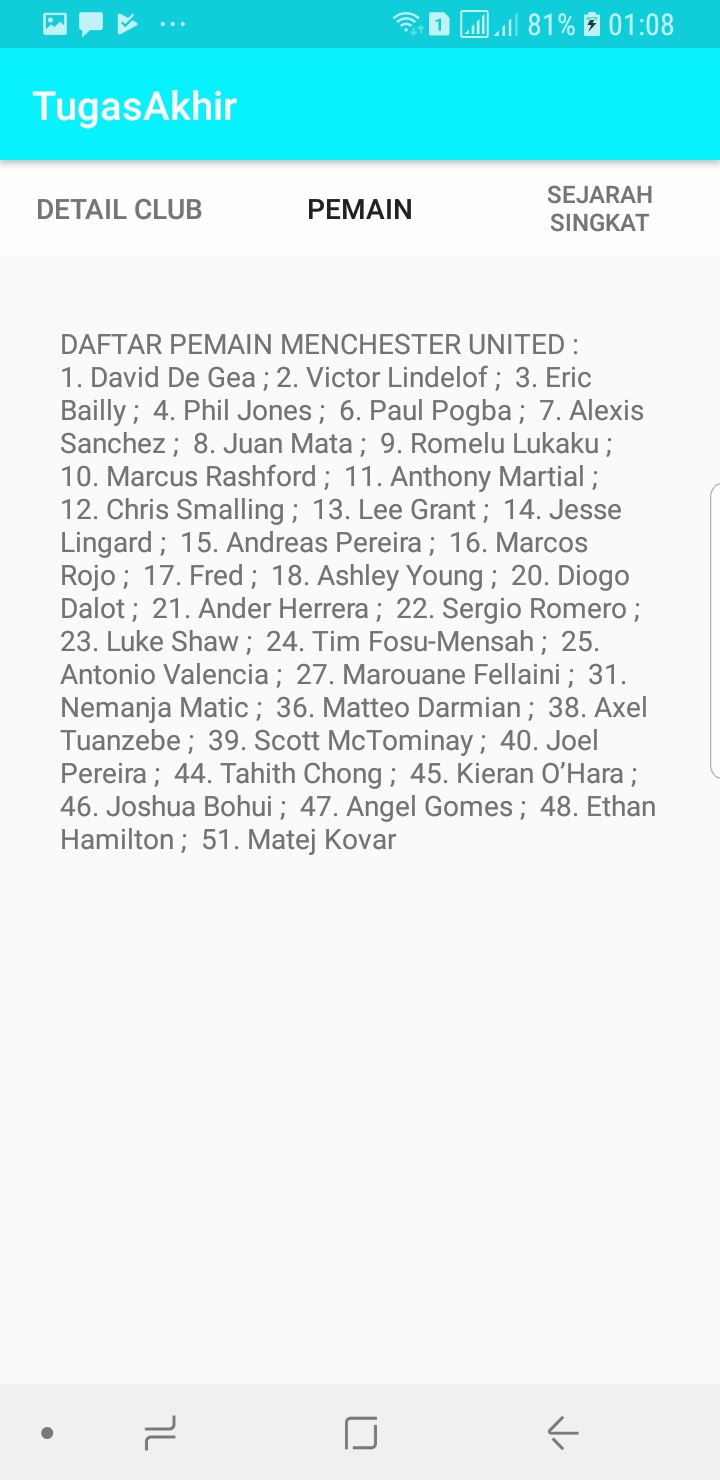 1 81% 01:08
TugasAkhir
DETAIL CLUB
PEMAIN
SEJARAH
SINGKAT
DAFTAR PEMAIN MENCHESTER UNITED :
1. David De Gea ; 2. Victor Lindelof ;  3. Eric
Bailly ;  4. Phil Jones ;  6. Paul Pogba ;  7. Alexis
Sanchez ;  8. Juan Mata ;  9. Romelu Lukaku ;
10. Marcus Rashford ;  11. Anthony Martial ;
12. Chris Smalling ;  13. Lee Grant ;  14. Jesse
Lingard ;  15. Andreas Pereira ;  16. Marcos
Rojo ;  17. Fred ;  18. Ashley Young ;  20. Diogo
Dalot ;  21. Ander Herrera ;  22. Sergio Romero ;
23. Luke Shaw ;  24. Tim Fosu-Mensah ;  25.
Antonio Valencia ;  27. Marouane Fellaini ;  31.
Nemanja Matic ;  36. Matteo Darmian ;  38. Axel
Tuanzebe ;  39. Scott McTominay ;  40. Joel
Pereira ;  44. Tahith Chong ;  45. Kieran O’Hara ;
46. Joshua Bohui ;  47. Angel Gomes ;  48. Ethan
Hamilton ;  51. Matej Kovar